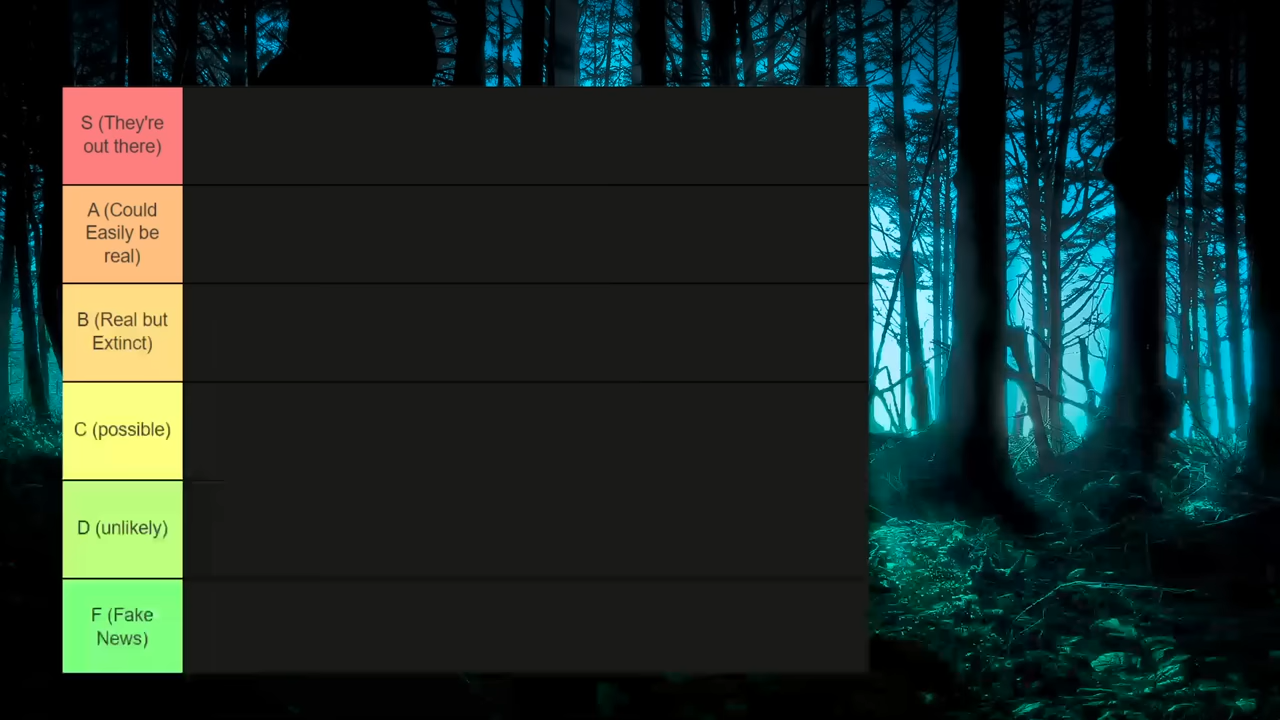 S (They're
out there)
A (Could
Easily be
real)
B (Real but
Extinct)
C (possible)
D (unlikely)
F (Fake
News)